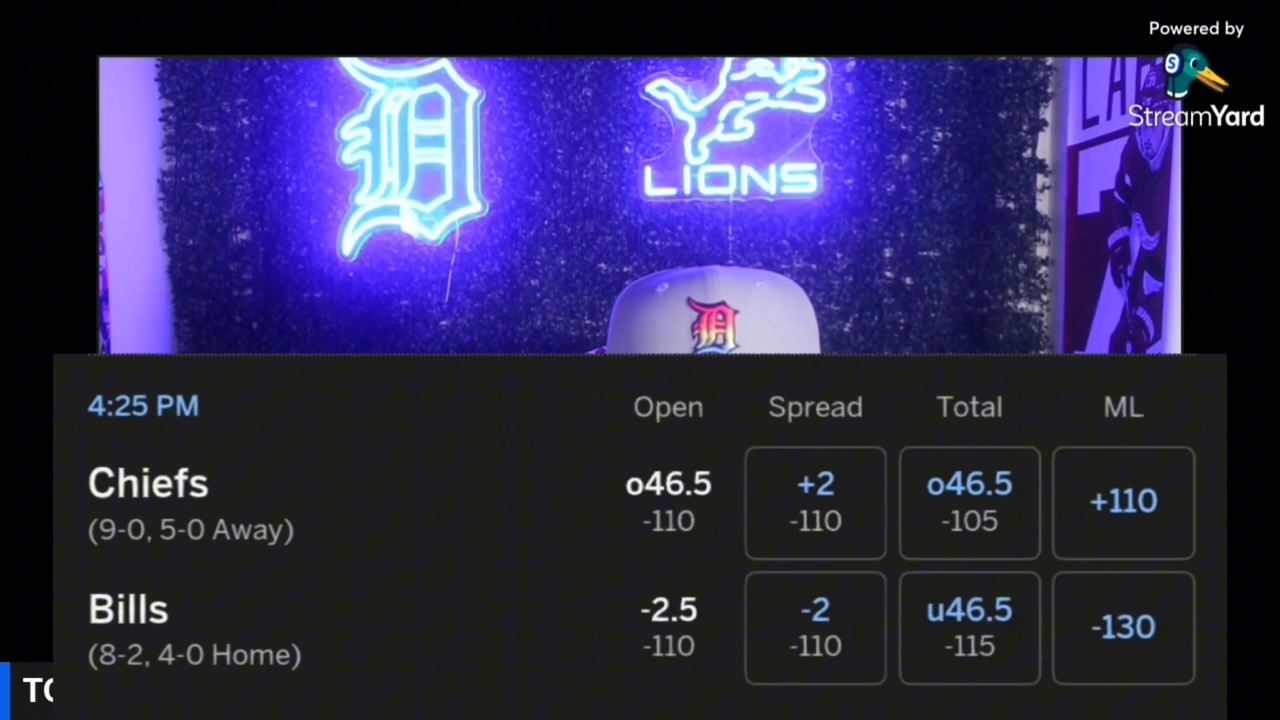 Powered by
StreamYard
LIONS
4:25 PM Open Spread Total ML
Chiefs o46.5 +2 o46.5 +110
-110 -110 -105
(9-0, 5-0 Away)
Bills -2.5 -2 u46.5 -130
-110 -110 -115
(8-2, 4-0 Home)